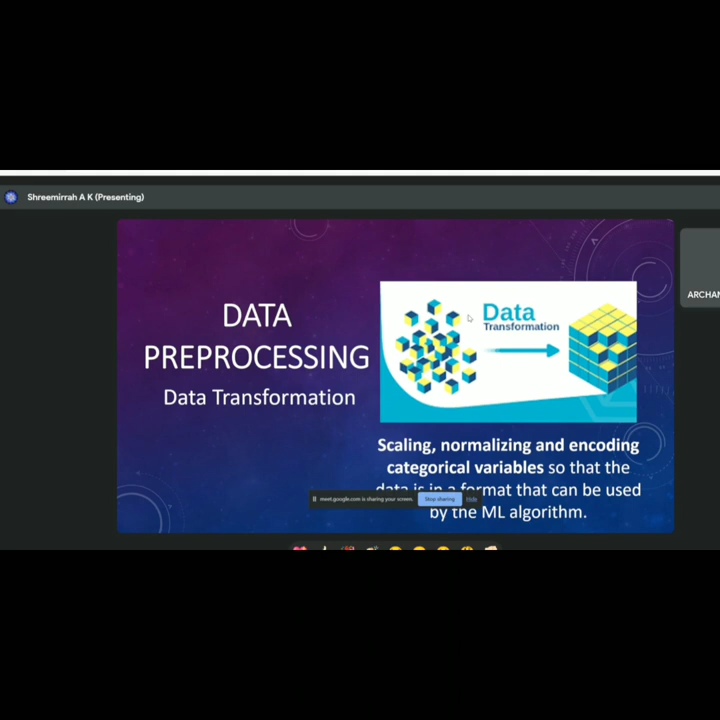 Shreemirrah A K (Presenting)
ARCHAN
DATA
PREPROCESSING
Data Transformation
Data
Transformation
Scaling, normalizing and encoding
categorical variables so that the
data is in a format that can be used
by the ML algorithm.
meet.google.com is sharing your screen. Stop sharing Hide